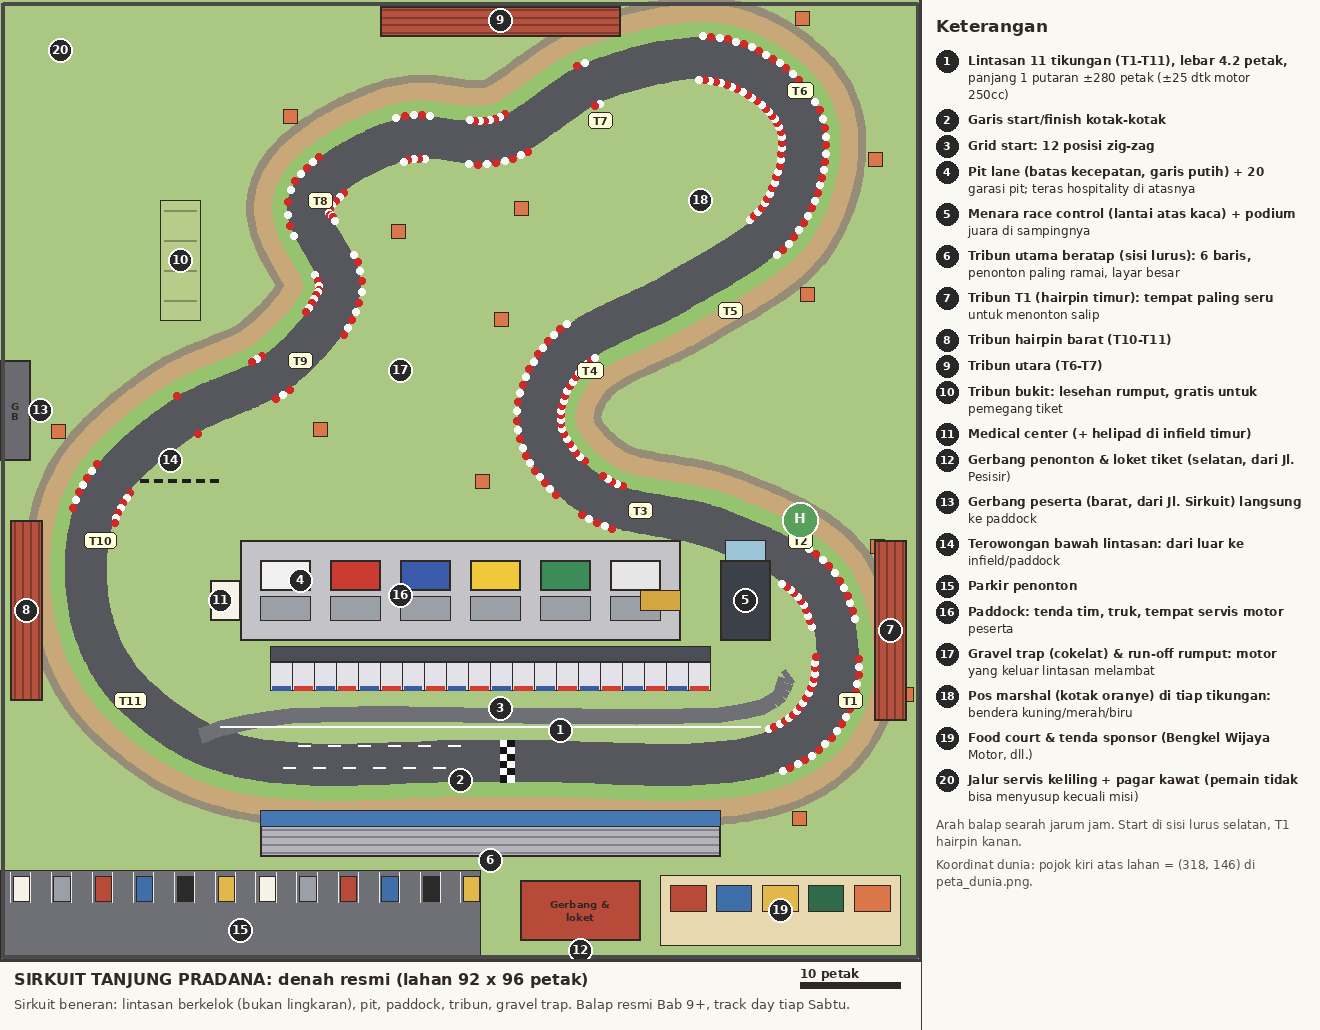 9
20
T6
T7
18
T8
10
T5
T9
17
T4
G
B
13
14
T3
H
T2
T10
4
16
11
5
8
7
T11
T1
3
1
2
6
15
Gerbang &
loket
12
19
SIRKUIT TANJUNG PRADANA: denah resmi (lahan 92 x 96 petak)
10 petak
Sirkuit beneran: lintasan berkelok (bukan lingkaran), pit, paddock, tribun, gravel trap. Balap resmi Bab 9+, track day tiap Sabtu.
Keterangan
1 Lintasan 11 tikungan (T1-T11), lebar 4.2 petak,
panjang 1 putaran ±280 petak (±25 dtk motor
250cc)
2 Garis start/finish kotak-kotak
3 Grid start: 12 posisi zig-zag
4 Pit lane (batas kecepatan, garis putih) + 20
garasi pit; teras hospitality di atasnya
5 Menara race control (lantai atas kaca) + podium
juara di sampingnya
6 Tribun utama beratap (sisi lurus): 6 baris,
penonton paling ramai, layar besar
7 Tribun T1 (hairpin timur): tempat paling seru
untuk menonton salip
8 Tribun hairpin barat (T10-T11)
9 Tribun utara (T6-T7)
10 Tribun bukit: lesehan rumput, gratis untuk
pemegang tiket
11 Medical center (+ helipad di infield timur)
12 Gerbang penonton & loket tiket (selatan, dari Jl.
Pesisir)
13 Gerbang peserta (barat, dari Jl. Sirkuit) langsung
ke paddock
14 Terowongan bawah lintasan: dari luar ke
infield/paddock
15 Parkir penonton
16 Paddock: tenda tim, truk, tempat servis motor
peserta
17 Gravel trap (cokelat) & run-off rumput: motor
yang keluar lintasan melambat
18 Pos marshal (kotak oranye) di tiap tikungan:
bendera kuning/merah/biru
19 Food court & tenda sponsor (Bengkel Wijaya
Motor, dll.)
20 Jalur servis keliling + pagar kawat (pemain tidak
bisa menyusup kecuali misi)
Arah balap searah jarum jam. Start di sisi lurus selatan, T1
hairpin kanan.
Koordinat dunia: pojok kiri atas lahan = (318, 146) di
peta_dunia.png.